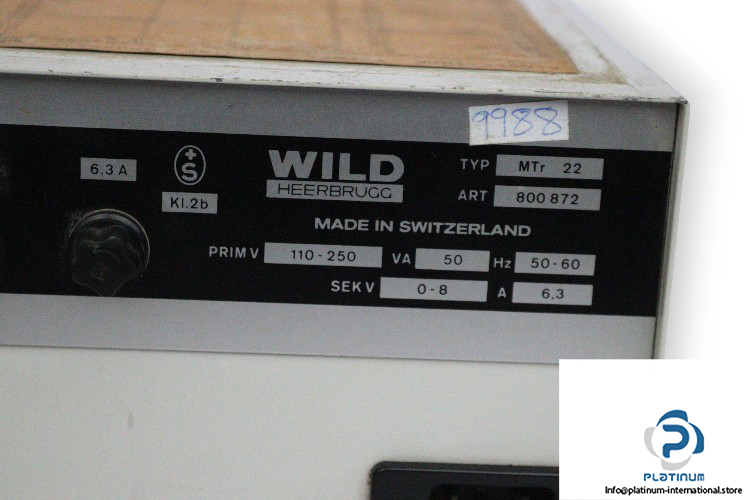 9988
6,3 A
+S
Kl.2b
WILD
HEERBRUGG
TYP MTr 22
ART 800 872
MADE IN SWITZERLAND
PRIM V 110-250 VA 50 Hz 50-60
SEK V 0-8 A 6,3
PLATINUM
Info@platinum-international.store